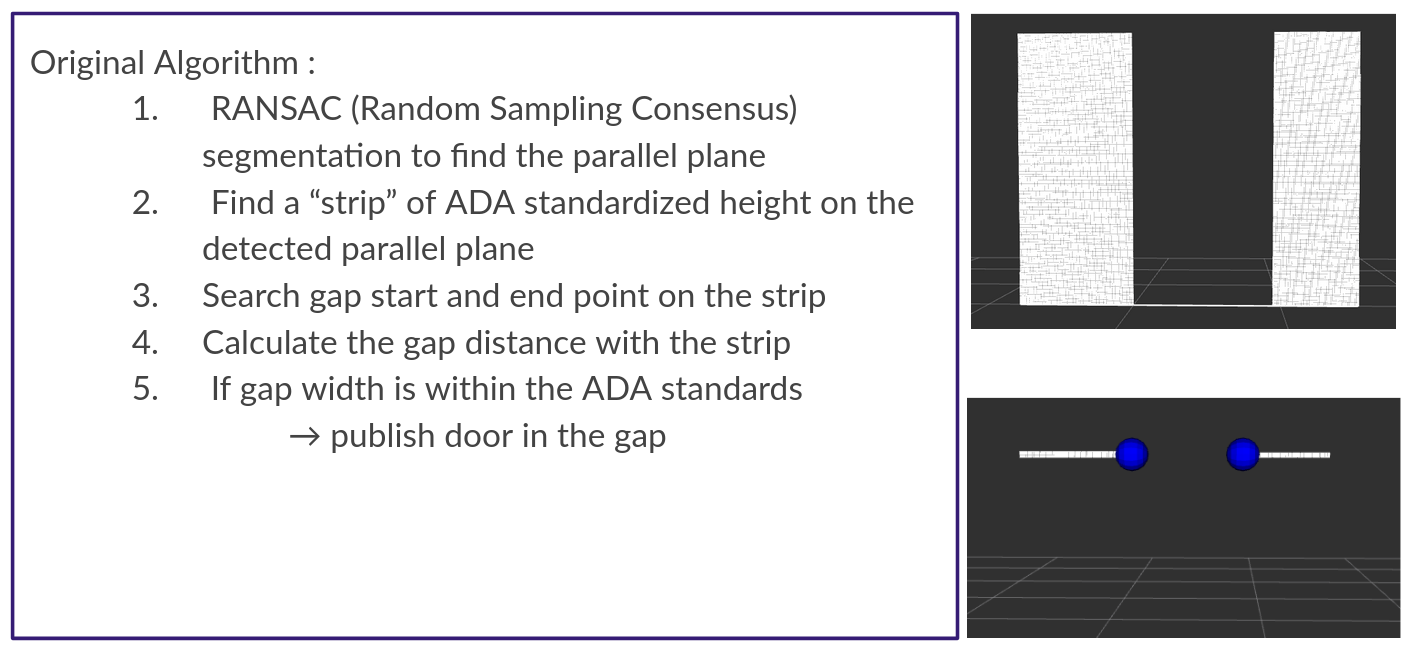 Original Algorithm :
1. RANSAC (Random Sampling Consensus)
segmentation to find the parallel plane
2. Find a “strip” of ADA standardized height on the
detected parallel plane
3. Search gap start and end point on the strip
4. Calculate the gap distance with the strip
5. If gap width is within the ADA standards
→ publish door in the gap